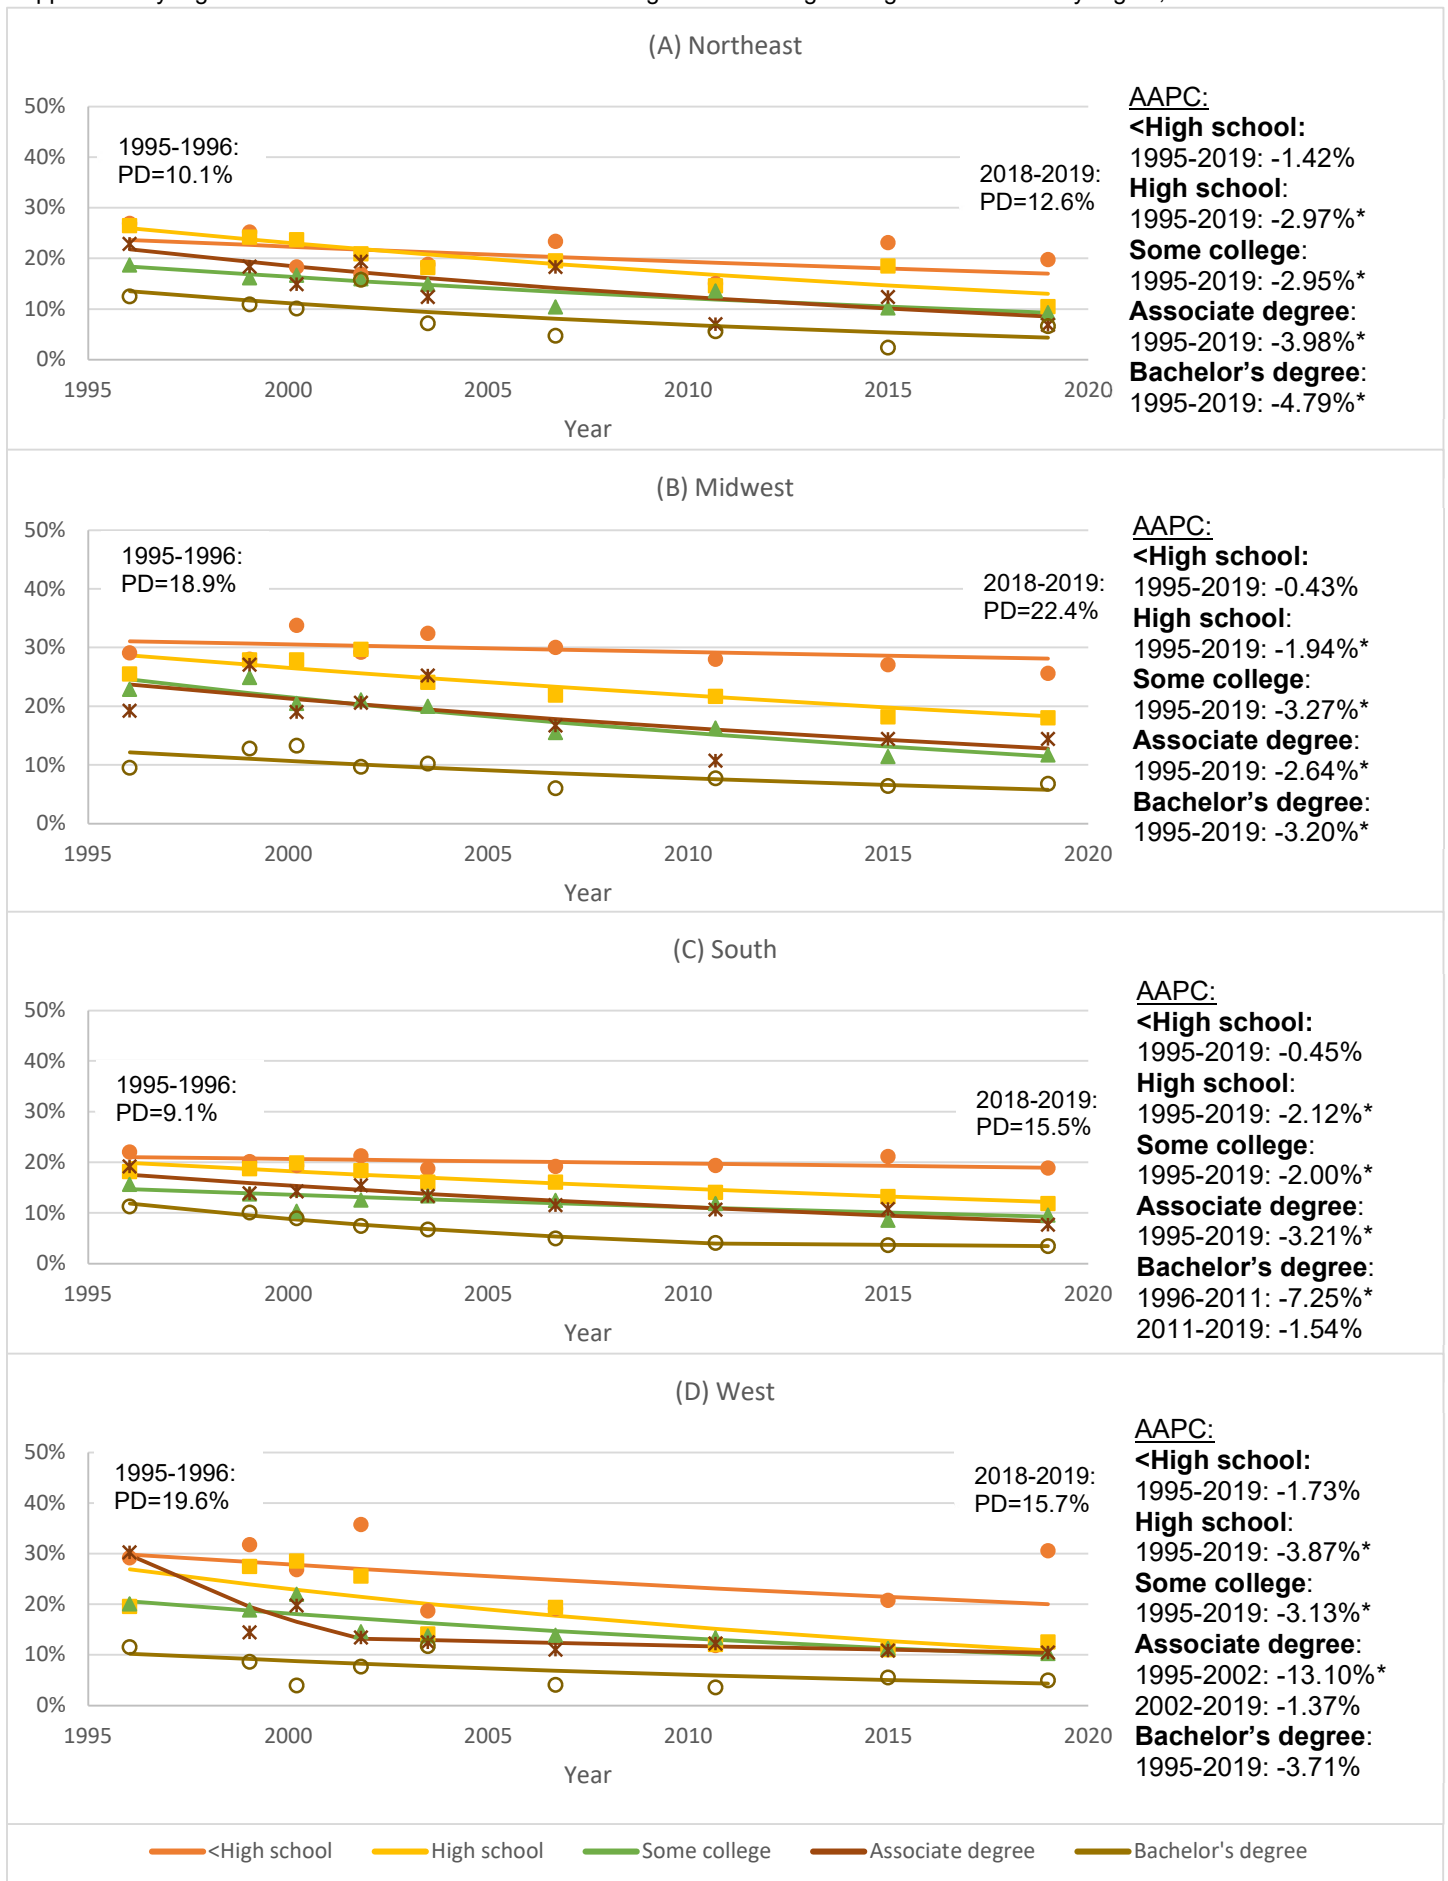 (A) Northeast
50%
40%
30%
20%
10%
0%
1995-1996:
PD=10.1%
2018-2019:
PD=12.6%
1995 2000 2005 2010 2015 2020
Year
AAPC:
<High school:
1995-2019: -1.42%
High school:
1995-2019: -2.97%*
Some college:
1995-2019: -2.95%*
Associate degree:
1995-2019: -3.98%*
Bachelor’s degree:
1995-2019: -4.79%*
(B) Midwest
50%
40%
30%
20%
10%
0%
1995-1996:
PD=18.9%
2018-2019:
PD=22.4%
1995 2000 2005 2010 2015 2020
Year
AAPC:
<High school:
1995-2019: -0.43%
High school:
1995-2019: -1.94%*
Some college:
1995-2019: -3.27%*
Associate degree:
1995-2019: -2.64%*
Bachelor’s degree:
1995-2019: -3.20%*
(C) South
50%
40%
30%
20%
10%
0%
1995-1996:
PD=9.1%
2018-2019:
PD=15.5%
1995 2000 2005 2010 2015 2020
Year
AAPC:
<High school:
1995-2019: -0.45%
High school:
1995-2019: -2.12%*
Some college:
1995-2019: -2.00%*
Associate degree:
1995-2019: -3.21%*
Bachelor’s degree:
1996-2011: -7.25%*
2011-2019: -1.54%
(D) West
50%
40%
30%
20%
10%
0%
1995-1996:
PD=19.6%
2018-2019:
PD=15.7%
1995 2000 2005 2010 2015 2020
Year
AAPC:
<High school:
1995-2019: -1.73%
High school:
1995-2019: -3.87%*
Some college:
1995-2019: -3.13%*
Associate degree:
1995-2002: -13.10%*
2002-2019: -1.37%
Bachelor’s degree:
1995-2019: -3.71%
<High school High school Some college Associate degree Bachelor's degree